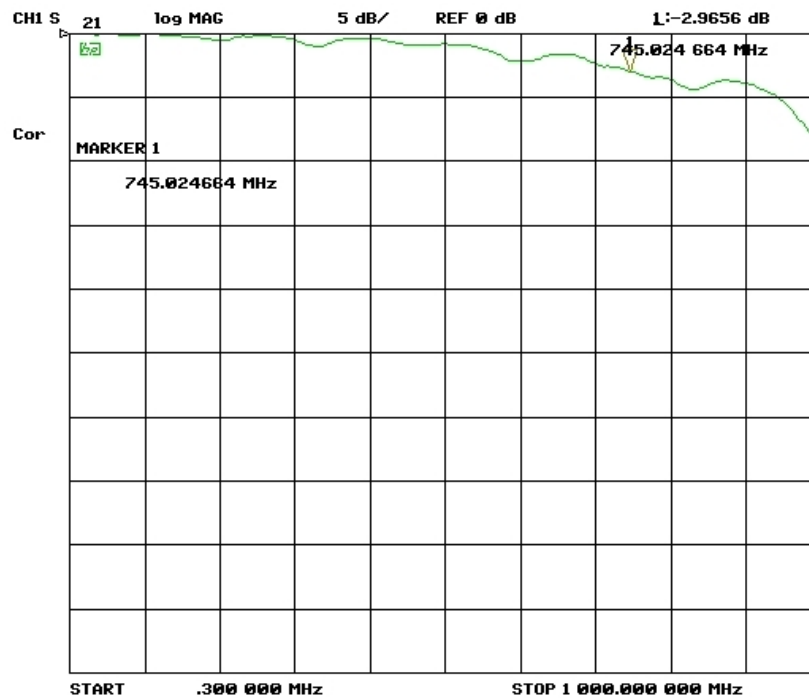 CH1 S 21 log MAG 5 dB/ REF 0 dB 1:-2.9656 dB
1
745.024 664 MHz
Cor
MARKER 1
745.024664 MHz
START .300 000 MHz STOP 1 000.000 000 MHz